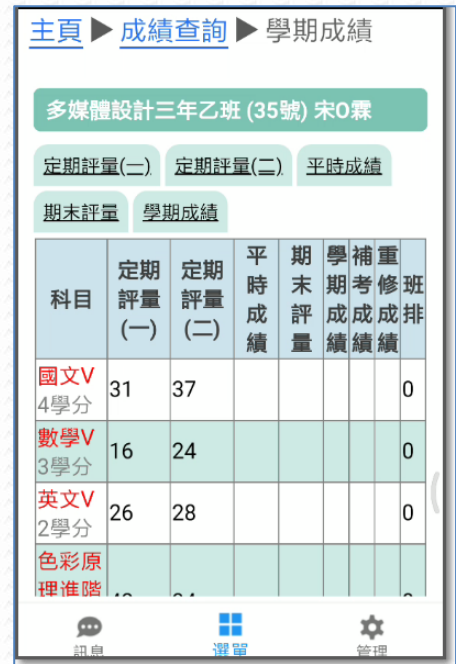 主頁 ▶ 成績查詢 ▶ 學期成績
多媒體設計三年乙班 (35號) 宋O霖
定期評量(一) 定期評量(二) 平時成績
期末評量 學期成績
科目 定期評量(一) 定期評量(二) 平時成績 期末評量 學期成績 補考成績 重修成績 班排
國文V 31 37 0
4學分
數學V 16 24 0
3學分
英文V 26 28 0
2學分
色彩原
理進階
訊息 選單 管理